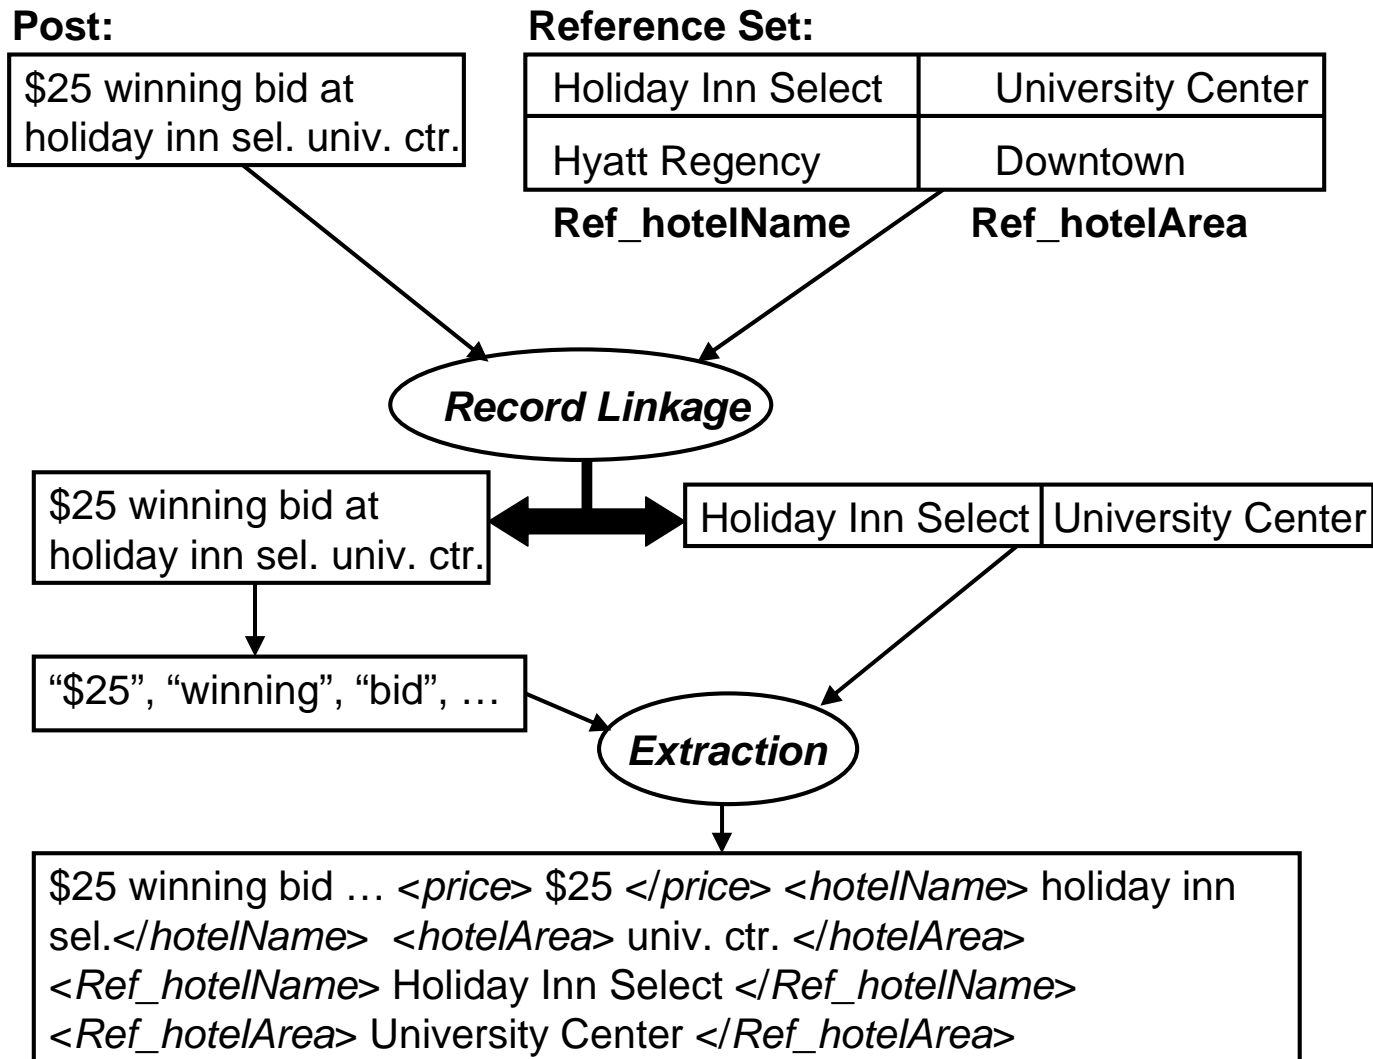 Post:
$25 winning bid at
holiday inn sel. univ. ctr.
Reference Set:
Holiday Inn Select University Center
Hyatt Regency Downtown
Ref_hotelName Ref_hotelArea
Record Linkage
$25 winning bid at
holiday inn sel. univ. ctr.
Holiday Inn Select University Center
“$25”, “winning”, “bid”, …
Extraction
$25 winning bid … <price> $25 </price> <hotelName> holiday inn
sel.</hotelName> <hotelArea> univ. ctr. </hotelArea>
<Ref_hotelName> Holiday Inn Select </Ref_hotelName>
<Ref_hotelArea> University Center </Ref_hotelArea>